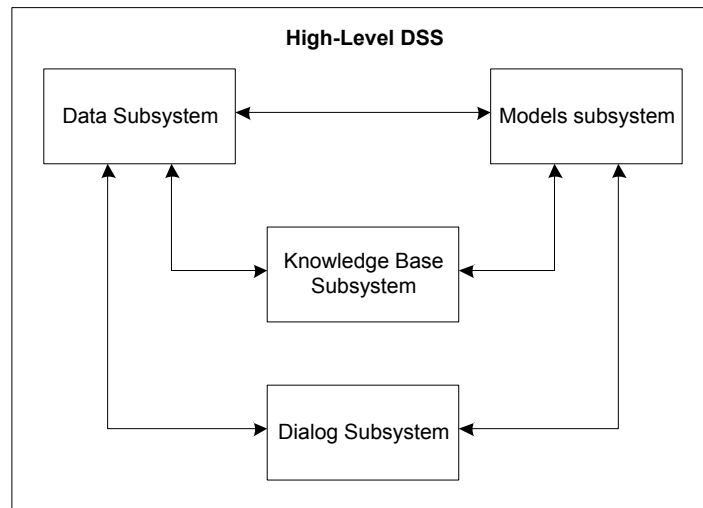 High-Level DSS
Data Subsystem
Models subsystem
Knowledge Base
Subsystem
Dialog Subsystem